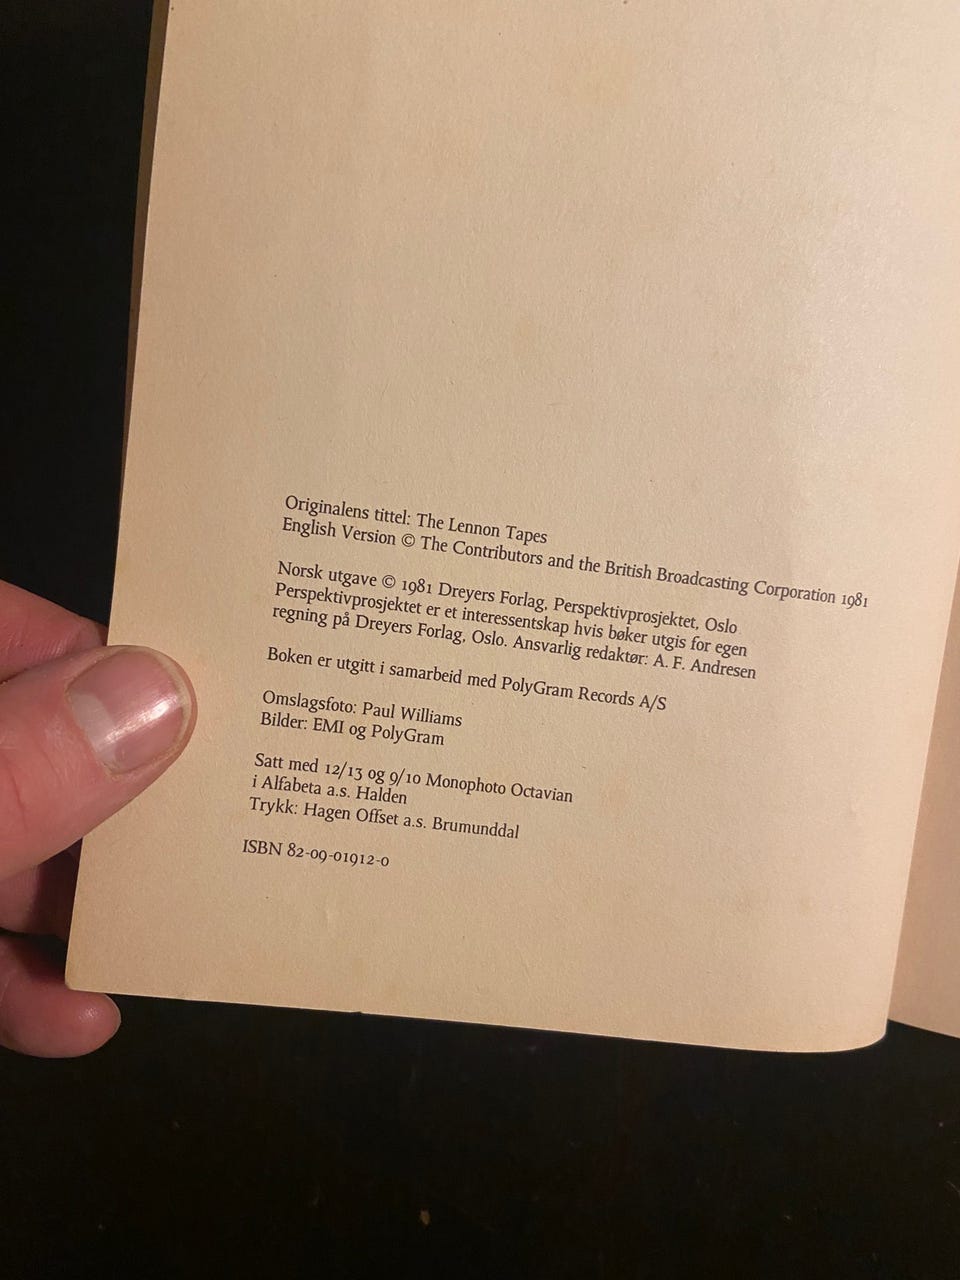 Originalens tittel: The Lennon Tapes
English Version © The Contributors and the British Broadcasting Corporation 1981
Norsk utgave © 1981 Dreyers Forlag, Perspektivprosjektet, Oslo
Perspektivprosjektet er et interessentskap hvis bøker utgis for egen
regning på Dreyers Forlag, Oslo. Ansvarlig redaktør: A. F. Andresen
Boken er utgitt i samarbeid med PolyGram Records A/S
Omslagsfoto: Paul Williams
Bilder: EMI og PolyGram
Satt med 12/13 og 9/10 Monophoto Octavian
i Alfabeta a.s. Halden
Trykk: Hagen Offset a.s. Brumunddal
ISBN 82-09-01912-0